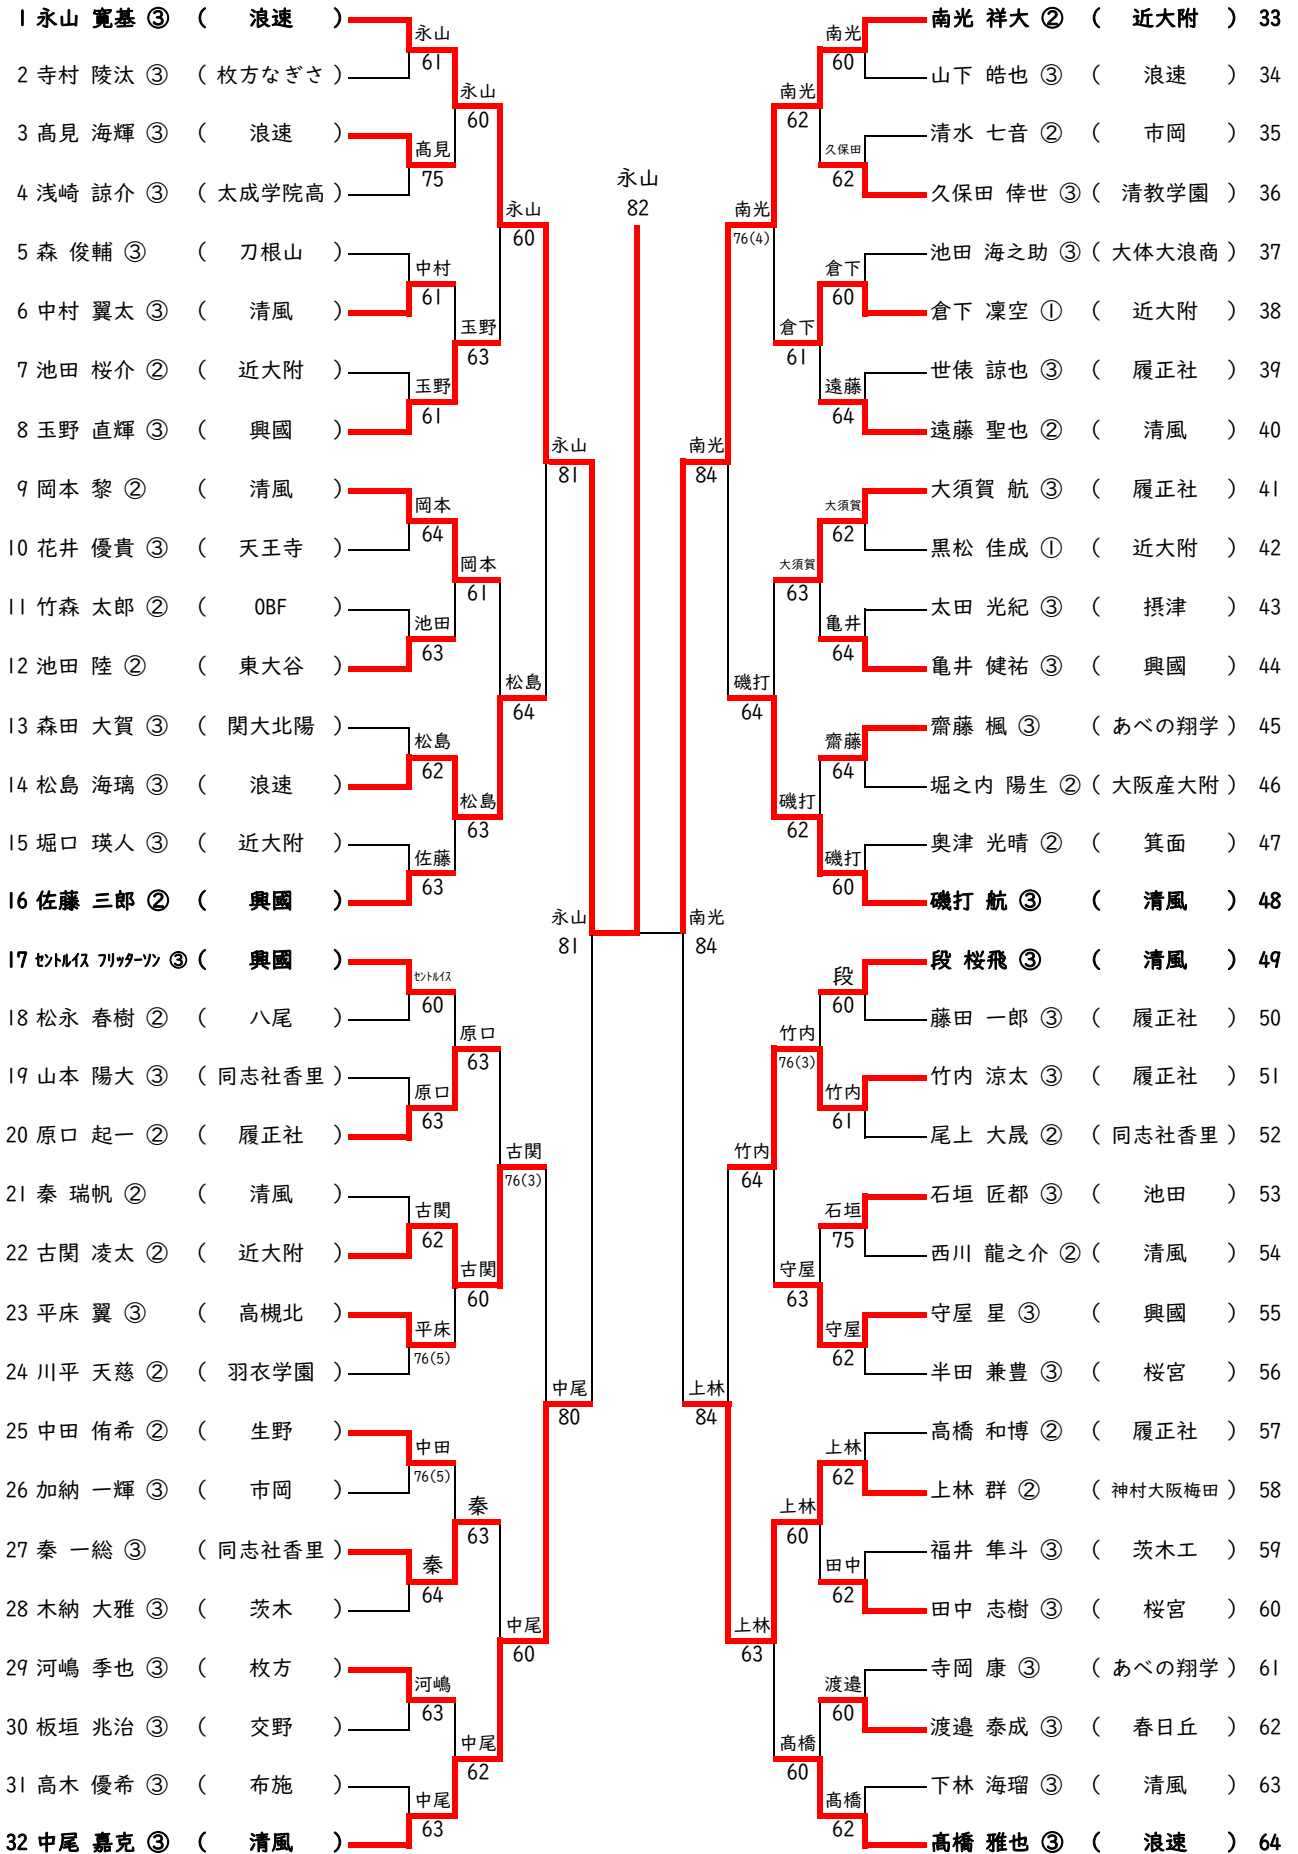 1 永山 寛基 ③ ( 浪速 )
2 寺村 陵汰 ③ ( 枚方なぎさ )
3 髙見 海輝 ③ ( 浪速 )
4 浅崎 諒介 ③ ( 太成学院高 )
5 森 俊輔 ③ ( 刀根山 )
6 中村 翼太 ③ ( 清風 )
7 池田 桜介 ② ( 近大附 )
8 玉野 直輝 ③ ( 興國 )
9 岡本 黎 ② ( 清風 )
10 花井 優貴 ③ ( 天王寺 )
11 竹森 太郎 ② ( OBF )
12 池田 陸 ② ( 東大谷 )
13 森田 大賀 ③ ( 関大北陽 )
14 松島 海璃 ③ ( 浪速 )
15 堀口 瑛人 ③ ( 近大附 )
16 佐藤 三郎 ② ( 興國 )
17 セントルイス フリッターソン ③ ( 興國 )
18 松永 春樹 ② ( 八尾 )
19 山本 陽大 ③ ( 同志社香里 )
20 原口 起一 ② ( 履正社 )
21 秦 瑞帆 ② ( 清風 )
22 古関 凌太 ② ( 近大附 )
23 平床 翼 ③ ( 高槻北 )
24 川平 天慈 ② ( 羽衣学園 )
25 中田 侑希 ② ( 生野 )
26 加納 一輝 ③ ( 市岡 )
27 秦 一総 ③ ( 同志社香里 )
28 木納 大雅 ③ ( 茨木 )
29 河嶋 季也 ③ ( 枚方 )
30 板垣 兆治 ③ ( 交野 )
31 高木 優希 ③ ( 布施 )
32 中尾 嘉克 ③ ( 清風 )
永山
61
髙見
75
中村
61
玉野
61
岡本
64
池田
63
松島
62
佐藤
63
セントルイス
60
原口
63
古関
62
平床
76(5)
中田
76(5)
秦
64
河嶋
63
中尾
63
永山
60
玉野
63
岡本
61
松島
63
原口
63
古関
60
秦
63
中尾
62
永山
60
松島
64
古関
76(3)
中尾
60
永山
81
中尾
80
永山
81
永山
82
南光
84
南光
84
上林
84
南光
76(4)
磯打
64
竹内
64
上林
63
南光
62
倉下
61
大須賀
63
磯打
62
竹内
76(3)
守屋
63
上林
60
髙橋
60
南光
60
久保田
62
倉下
60
遠藤
64
大須賀
62
亀井
64
齋藤
64
磯打
60
段
60
竹内
61
石垣
75
守屋
62
上林
62
田中
62
渡邉
60
髙橋
62
南光 祥大 ② ( 近大附 ) 33
山下 皓也 ③ ( 浪速 ) 34
清水 七音 ② ( 市岡 ) 35
久保田 倖世 ③ ( 清教学園 ) 36
池田 海之助 ③ ( 大体大浪商 ) 37
倉下 凜空 ① ( 近大附 ) 38
世俵 諒也 ③ ( 履正社 ) 39
遠藤 聖也 ② ( 清風 ) 40
大須賀 航 ③ ( 履正社 ) 41
黒松 佳成 ① ( 近大附 ) 42
太田 光紀 ③ ( 摂津 ) 43
亀井 健祐 ③ ( 興國 ) 44
齋藤 楓 ③ ( あべの翔学 ) 45
堀之内 陽生 ② ( 大阪産大附 ) 46
奥津 光晴 ② ( 箕面 ) 47
磯打 航 ③ ( 清風 ) 48
段 桜飛 ③ ( 清風 ) 49
藤田 一郎 ③ ( 履正社 ) 50
竹内 涼太 ③ ( 履正社 ) 51
尾上 大晟 ② ( 同志社香里 ) 52
石垣 匠都 ③ ( 池田 ) 53
西川 龍之介 ② ( 清風 ) 54
守屋 星 ③ ( 興國 ) 55
半田 兼豊 ③ ( 桜宮 ) 56
高橋 和博 ② ( 履正社 ) 57
上林 群 ② ( 神村大阪梅田 ) 58
福井 隼斗 ③ ( 茨木工 ) 59
田中 志樹 ③ ( 桜宮 ) 60
寺岡 康 ③ ( あべの翔学 ) 61
渡邉 泰成 ③ ( 春日丘 ) 62
下林 海瑠 ③ ( 清風 ) 63
髙橋 雅也 ③ ( 浪速 ) 64